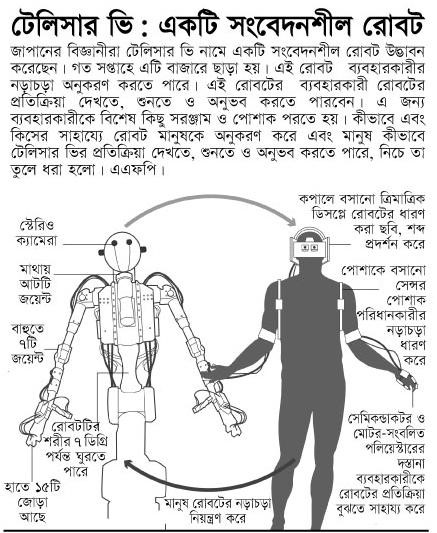 টেলিসার ভি : একটি সংবেদনশীল রোবট
জাপানের বিজ্ঞানীরা টেলিসার ভি নামে একটি সংবেদনশীল রোবট উদ্ভাবন
করেছেন। গত সপ্তাহে এটি বাজারে ছাড়া হয়। এই রোবট ব্যবহারকারীর
নড়াচড়া অনুকরণ করতে পারে। এই রোবটের ব্যবহারকারী রোবটের
প্রতিক্রিয়া দেখতে, শুনতে ও অনুভব করতে পারবেন। এ জন্য
ব্যবহারকারীকে বিশেষ কিছু সরঞ্জাম ও পোশাক পরতে হয়। কীভাবে এবং
কিসের সাহায্যে রোবট মানুষকে অনুকরণ করে এবং মানুষ কীভাবে
টেলিসার ভির প্রতিক্রিয়া দেখতে, শুনতে ও অনুভব করতে পারে, নিচে তা
তুলে ধরা হলো। এএফপি।
স্টেরিও
ক্যামেরা
মাথায়
আটটি
জয়েন্ট
বাহুতে
৭টি
জয়েন্ট
রোবটটির
শরীর ৭ ডিগ্রি
পর্যন্ত ঘুরতে
পারে
হাতে ১৫টি
জোড়া
আছে
মানুষ রোবটের নড়াচড়া
নিয়ন্ত্রণ করে
কপালে বসানো ত্রিমাত্রিক
ডিসপ্লে রোবটের ধারণ
করা ছবি, শব্দ
প্রদর্শন করে
পোশাকে বসানো
সেন্সর
পোশাক
পরিধানকারীর
নড়াচড়া
ধারণ
করে
সেমিকন্ডাকটর ও
মোটর-সংবলিত
পলিয়েস্টারের
দস্তানা
ব্যবহারকারীকে
রোবটের প্রতিক্রিয়া
বুঝতে সাহায্য করে